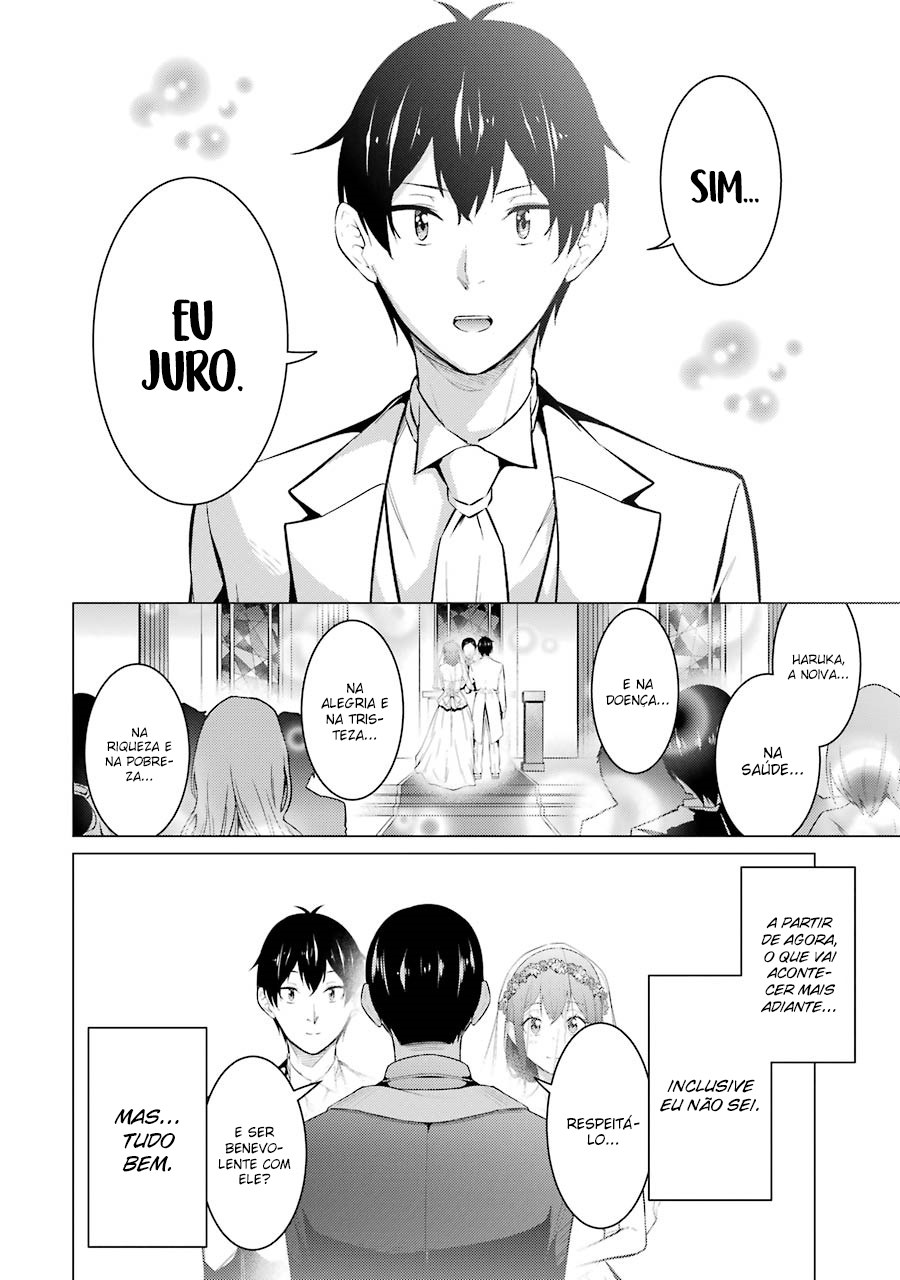 SIM...
EU
JURO.
HARUKA,
A NOIVA...
NA
SAÚDE...
E NA
DOENÇA...
NA
ALEGRIA E
NA TRIS-
TEZA...
NA
RIQUEZA E
NA POBRE-
ZA...
A PARTIR
DE AGORA,
O QUE VAI
ACONTE-
CER MAIS
ADIANTE...
INCLUSIVE
EU NÃO SEI.
RESPEITÁ-
LO...
E SER
BENEVO-
LENTE COM
ELE?
MAS...
TUDO
BEM.